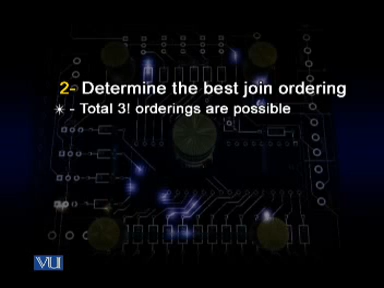 2- Determine the best join ordering
✴ - Total 3! orderings are possible
VU